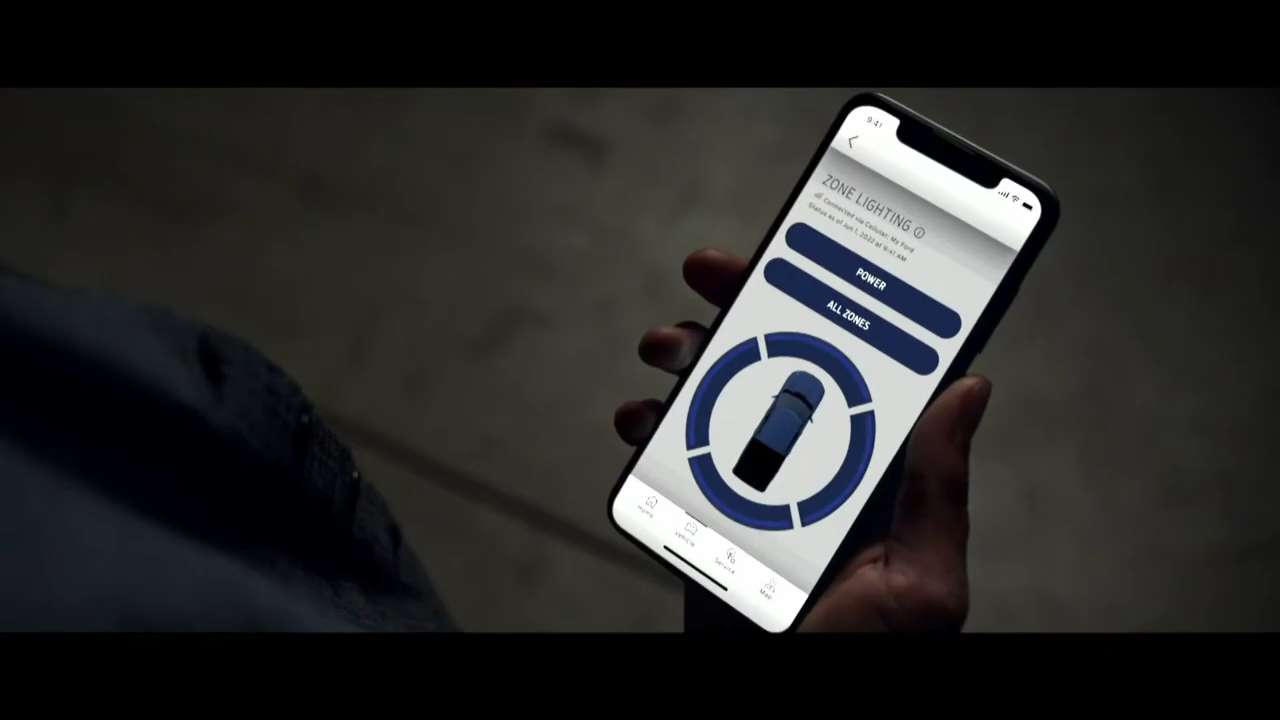 9:41
ZONE LIGHTING
Connected via Cellular: My Ford
Status as of Jun 1, 2022 at 9:41 AM
POWER
ALL ZONES
Home
Vehicle
Service
Map